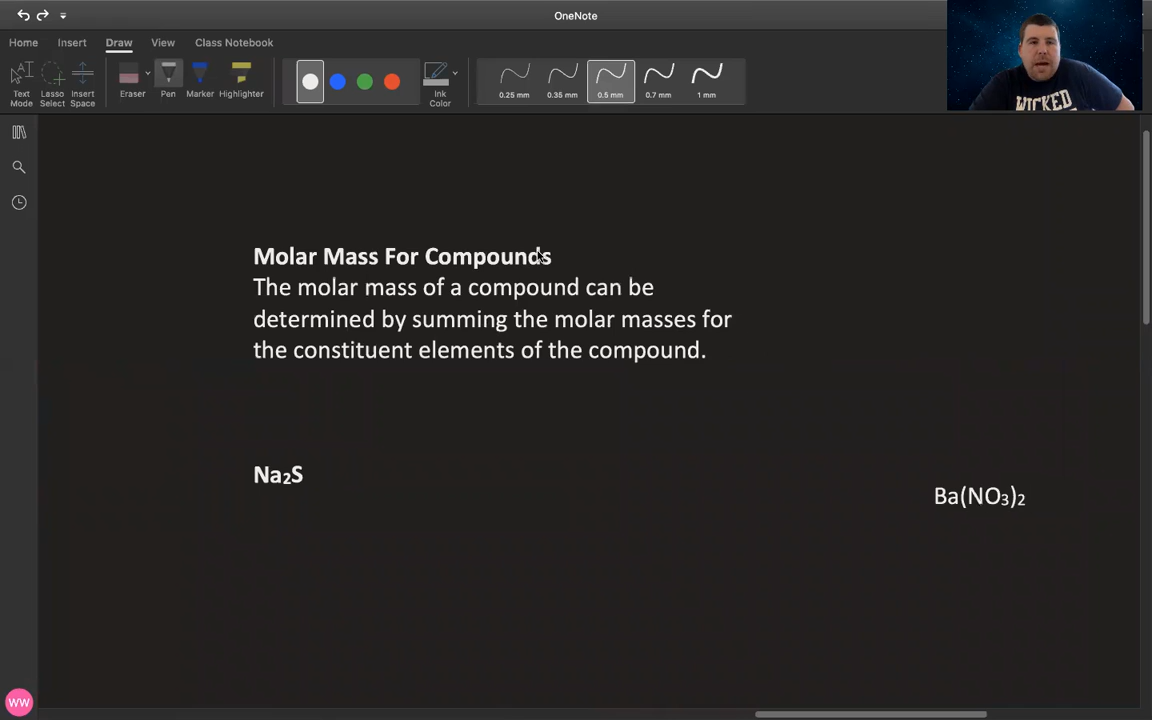 OneNote
Home Insert Draw View Class Notebook
Text Mode
Lasso Select
Insert Space
Eraser
Pen
Marker
Highlighter
Ink Color
0.25 mm
0.35 mm
0.5 mm
0.7 mm
1 mm
WICKED
Molar Mass For Compounds
The molar mass of a compound can be
determined by summing the molar masses for
the constituent elements of the compound.
Na₂S
Ba(NO₃)₂
WW